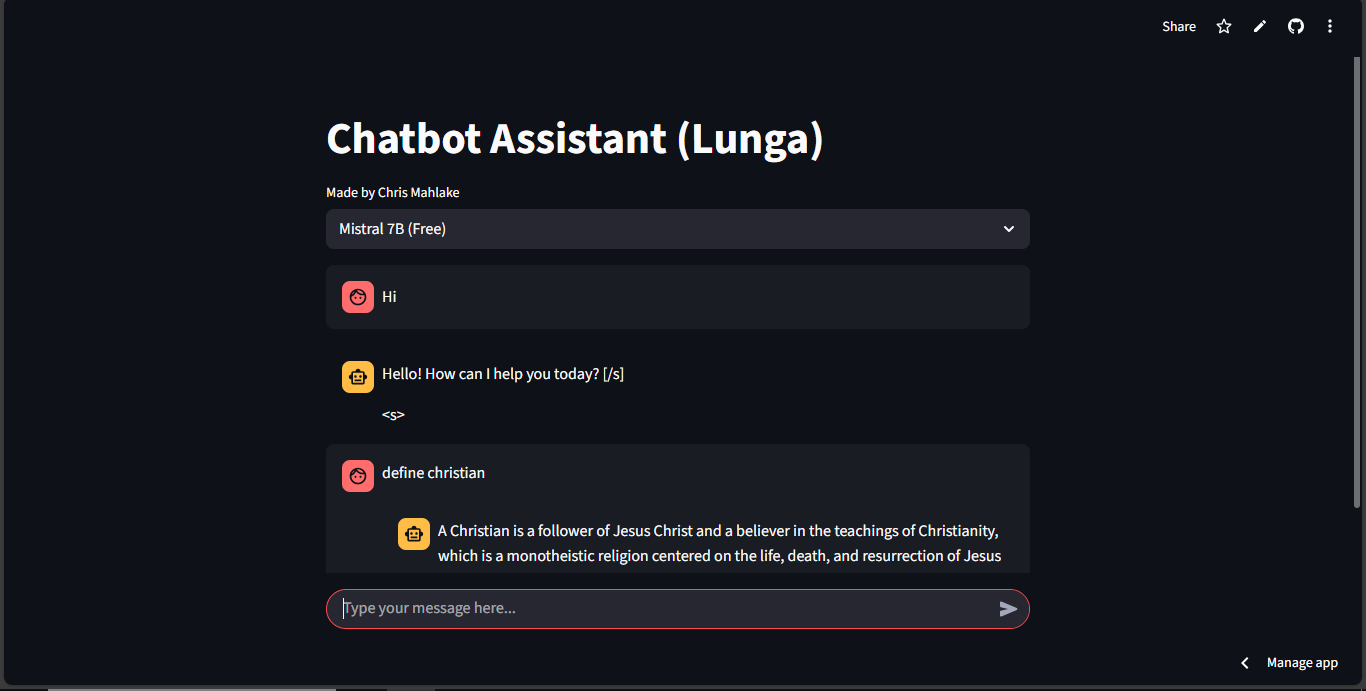 Share
Chatbot Assistant (Lunga)
Made by Chris Mahlake
Mistral 7B (Free)
Hi
Hello! How can I help you today? [/s]
<s>
define christian
A Christian is a follower of Jesus Christ and a believer in the teachings of Christianity,
which is a monotheistic religion centered on the life, death, and resurrection of Jesus
Type your message here...
Manage app